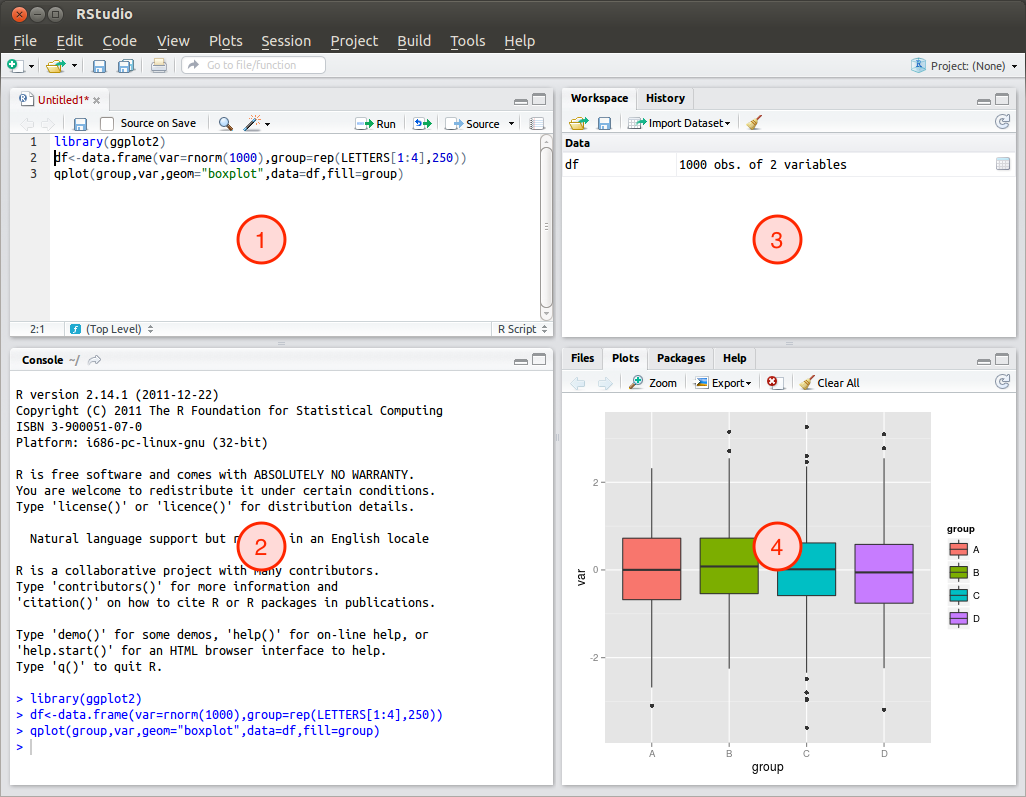 RStudio
File Edit Code View Plots Session Project Build Tools Help
Go to file/function
Project: (None)
Untitled1*
Source on Save
Run
Source
1 library(ggplot2)
2 df<-data.frame(var=rnorm(1000),group=rep(LETTERS[1:4],250))
3 qplot(group,var,geom="boxplot",data=df,fill=group)
1
2:1
(Top Level)
R Script
Workspace History
Import Dataset
Data
df 1000 obs. of 2 variables
3
Console ~/
R version 2.14.1 (2011-12-22)
Copyright (C) 2011 The R Foundation for Statistical Computing
ISBN 3-900051-07-0
Platform: i686-pc-linux-gnu (32-bit)
R is free software and comes with ABSOLUTELY NO WARRANTY.
You are welcome to redistribute it under certain conditions.
Type 'license()' or 'licence()' for distribution details.
Natural language support but in an English locale
2
R is a collaborative project with many contributors.
Type 'contributors()' for more information and
'citation()' on how to cite R or R packages in publications.
Type 'demo()' for some demos, 'help()' for on-line help, or
'help.start()' for an HTML browser interface to help.
Type 'q()' to quit R.
> library(ggplot2)
> df<-data.frame(var=rnorm(1000),group=rep(LETTERS[1:4],250))
> qplot(group,var,geom="boxplot",data=df,fill=group)
>
Files Plots Packages Help
Zoom Export Clear All
2
0
-2
var
4
A B C D
group
group
A
B
C
D